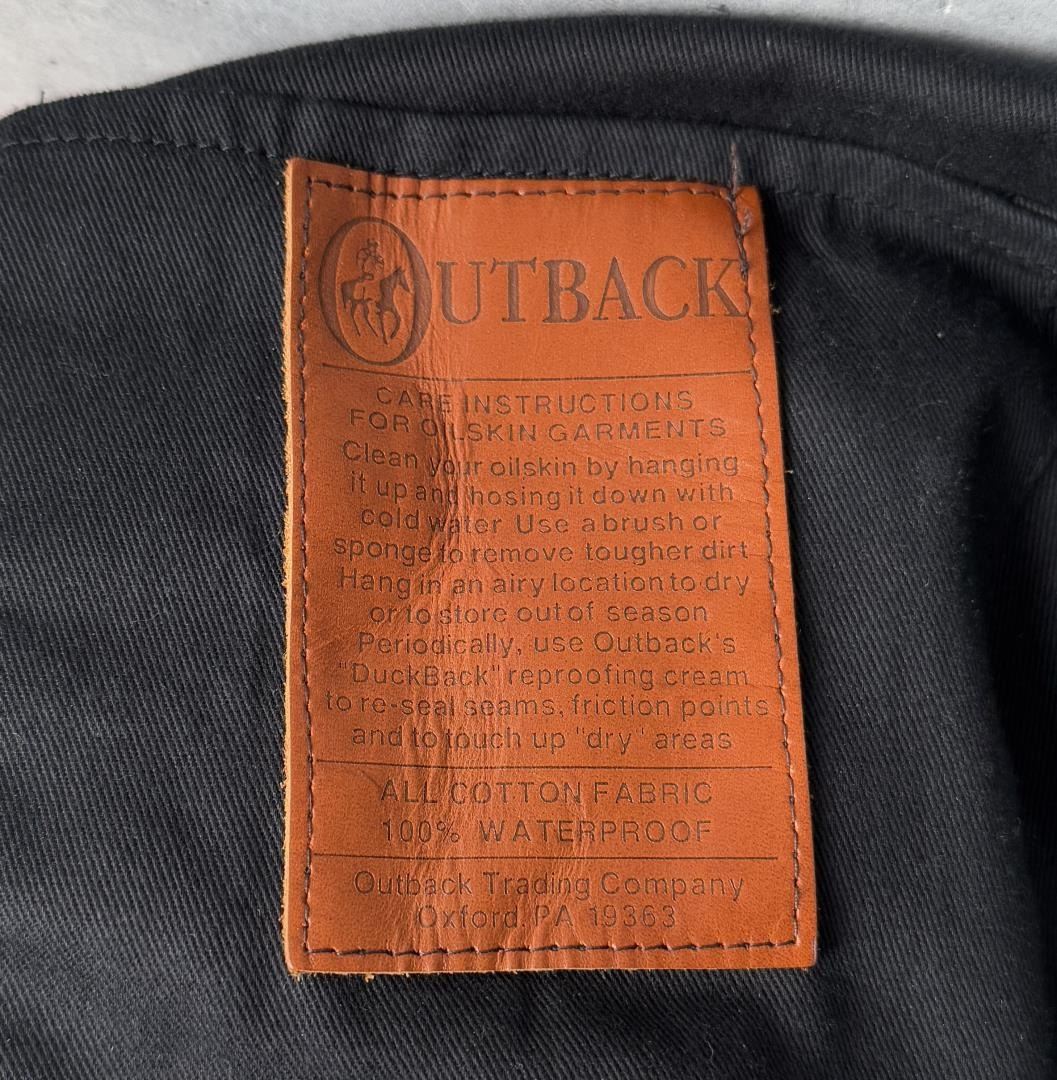 OUTBACK
CARE INSTRUCTIONS
FOR OILSKIN GARMENTS
Clean your oilskin by hanging
it up and hosing it down with
cold water Use a brush or
sponge to remove tougher dirt
Hang in an airy location to dry
or to store out of season
Periodically, use Outback's
"DuckBack" reproofing cream
to re-seal seams, friction points
and to touch up "dry" areas
ALL COTTON FABRIC
100% WATERPROOF
Outback Trading Company
Oxford, PA 19363